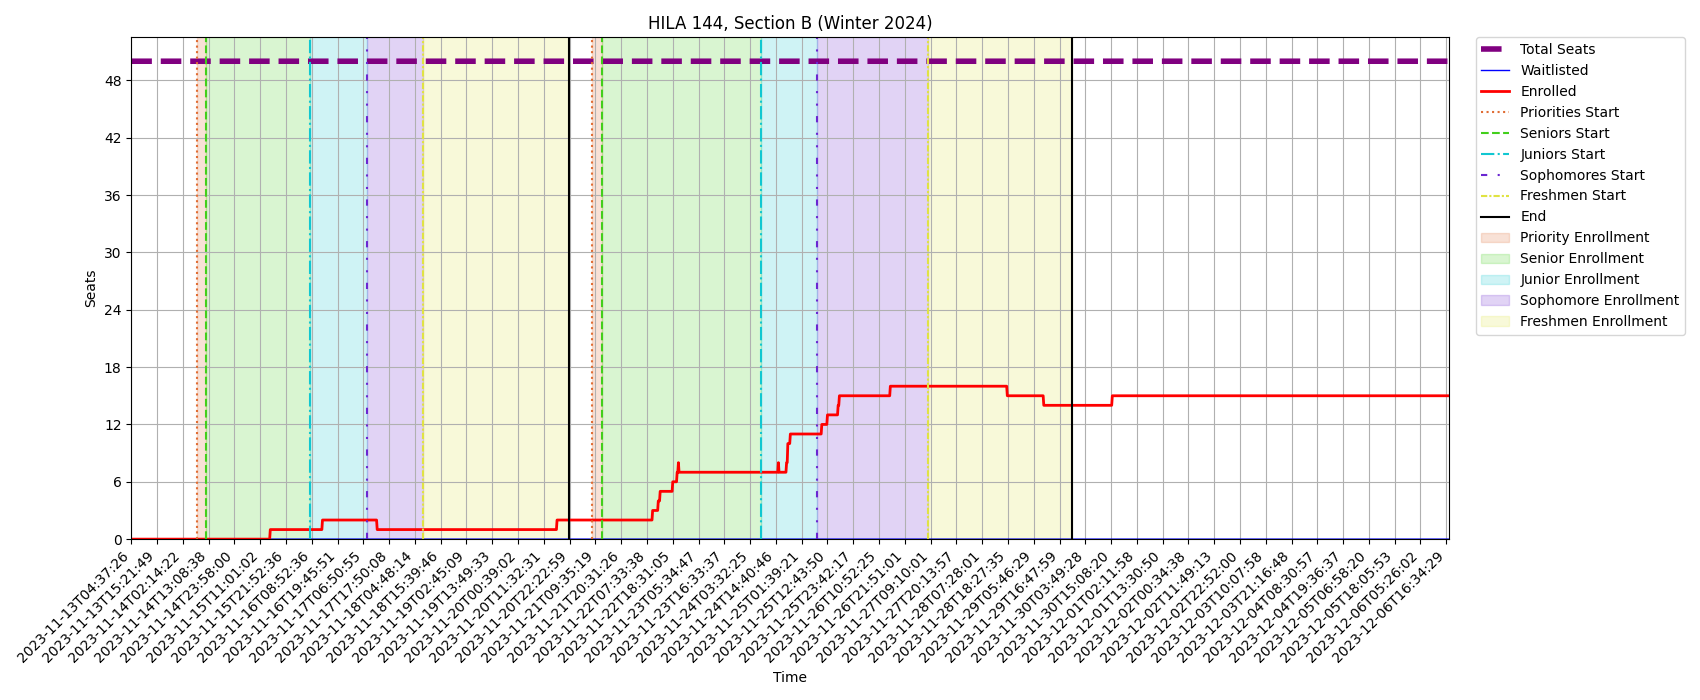 HILA 144, Section B (Winter 2024)
Seats
48
42
36
30
24
18
12
6
0
2023-11-13T04:37:26
2023-11-13T15:21:49
2023-11-14T02:14:22
2023-11-14T13:08:38
2023-11-14T23:58:00
2023-11-15T11:01:02
2023-11-15T21:52:36
2023-11-16T08:52:36
2023-11-16T19:45:51
2023-11-17T06:50:55
2023-11-17T17:50:08
2023-11-18T04:48:14
2023-11-18T15:39:46
2023-11-19T02:45:09
2023-11-19T13:49:33
2023-11-20T00:39:02
2023-11-20T11:32:31
2023-11-20T22:22:59
2023-11-21T09:35:19
2023-11-21T20:31:26
2023-11-22T07:33:38
2023-11-22T18:31:05
2023-11-23T05:34:47
2023-11-23T16:33:37
2023-11-24T03:32:25
2023-11-24T14:40:46
2023-11-25T01:39:21
2023-11-25T12:43:50
2023-11-25T23:42:17
2023-11-26T10:52:25
2023-11-26T21:51:01
2023-11-27T09:10:01
2023-11-27T20:13:57
2023-11-28T07:28:01
2023-11-28T18:27:35
2023-11-29T05:46:29
2023-11-29T16:47:59
2023-11-30T03:49:28
2023-11-30T15:08:20
2023-12-01T02:11:58
2023-12-01T13:30:50
2023-12-02T00:34:38
2023-12-02T11:49:13
2023-12-02T22:52:00
2023-12-03T10:07:58
2023-12-03T21:16:48
2023-12-04T08:30:57
2023-12-04T19:36:37
2023-12-05T06:58:20
2023-12-05T18:05:53
2023-12-06T05:26:02
2023-12-06T16:34:29
Time
Total Seats
Waitlisted
Enrolled
Priorities Start
Seniors Start
Juniors Start
Sophomores Start
Freshmen Start
End
Priority Enrollment
Senior Enrollment
Junior Enrollment
Sophomore Enrollment
Freshmen Enrollment